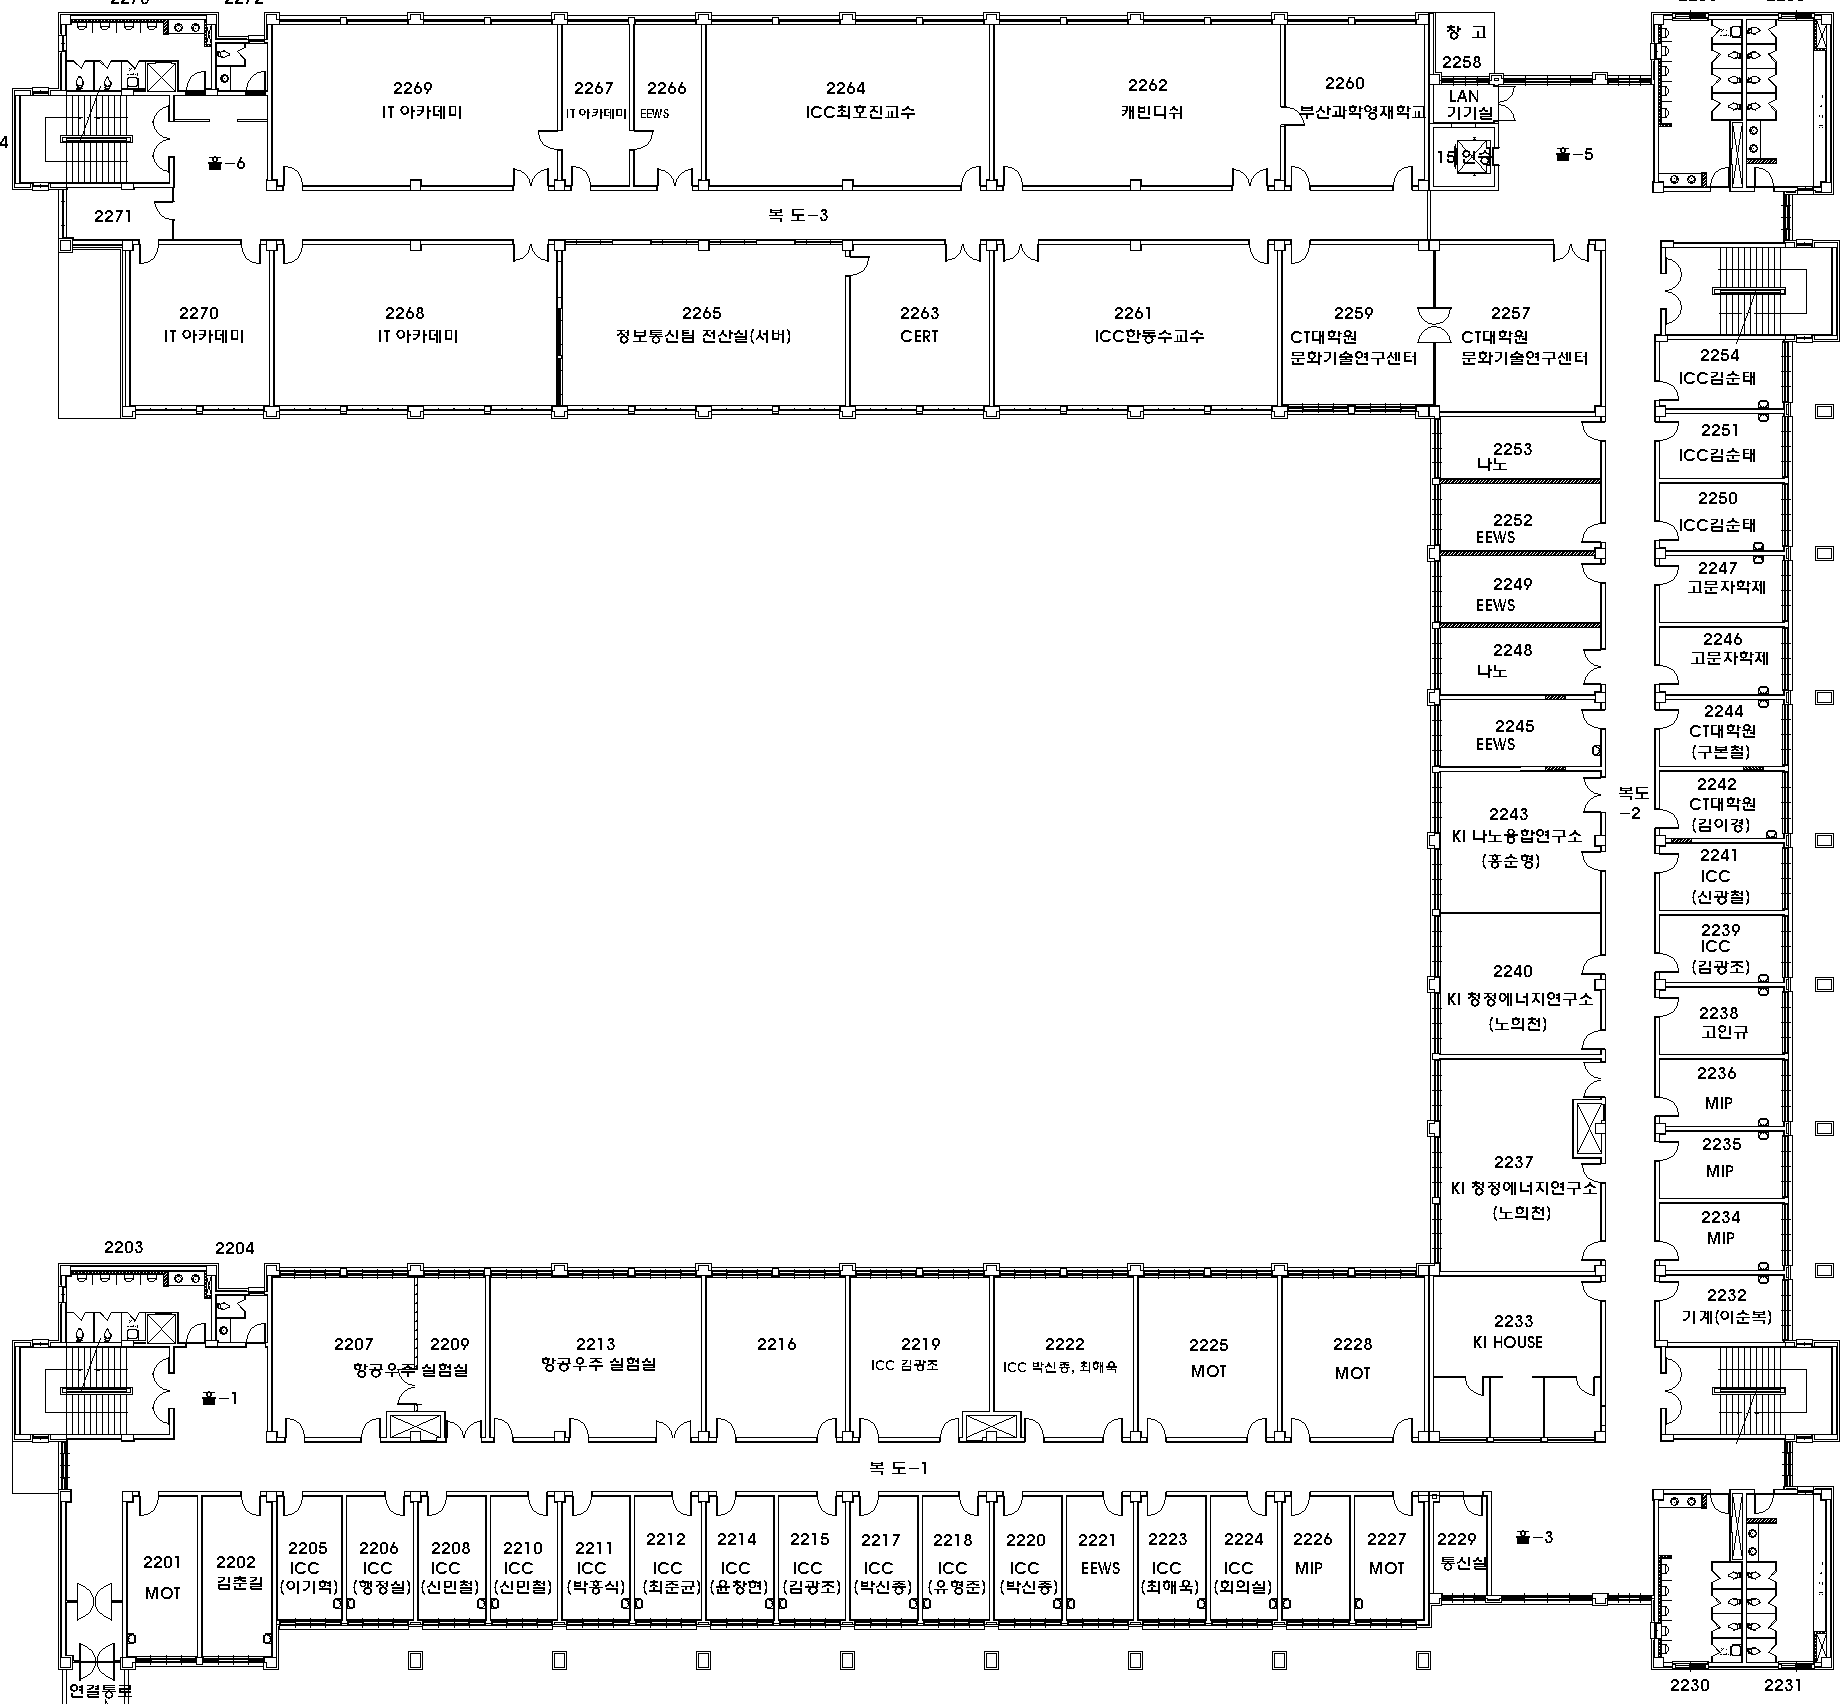 창 고
2258
2269
IT 아카데미
2267
IT 아카데미
2266
EEWS
2264
ICC최호진교수
2262
캐빈디쉬
2260
부산과학영재학교
LAN
기기실
15인승
홀-5
4
홀-6
2271
복 도-3
2270
IT 아카데미
2268
IT 아카데미
2265
정보통신팀 전산실(서버)
2263
CERT
2261
ICC한동수교수
2259
CT대학원
문화기술연구센터
2257
CT대학원
문화기술연구센터
2254
ICC김순태
2253
나노
2251
ICC김순태
2252
EEWS
2250
ICC김순태
2249
EEWS
2247
고문자학제
2248
나노
2246
고문자학제
2245
EEWS
2244
CT대학원
(구본철)
복도
-2
2243
KI 나노융합연구소
(홍순형)
2242
CT대학원
(김이경)
2241
ICC
(신광철)
2240
KI 청정에너지연구소
(노희천)
2239
ICC
(김광조)
2238
고인규
2236
MIP
2237
KI 청정에너지연구소
(노희천)
2235
MIP
2234
MIP
2203
2204
2233
KI HOUSE
2232
기계(이순복)
2207
2209
항공우주 실험실
2213
항공우주 실험실
2216
2219
ICC 김광조
2222
ICC 박신종, 최해욱
2225
MOT
2228
MOT
홀-1
복 도-1
2201
MOT
2202
김춘길
2205
ICC
(이기혁)
2206
ICC
(행정실)
2208
ICC
(신민철)
2210
ICC
(신민철)
2211
ICC
(박홍식)
2212
ICC
(최준균)
2214
ICC
(윤창현)
2215
ICC
(김광조)
2217
ICC
(박신종)
2218
ICC
(유형준)
2220
ICC
(박신종)
2221
EEWS
2223
ICC
(최해욱)
2224
ICC
(회의실)
2226
MIP
2227
MOT
2229
통신실
홀-3
연결통로
2230
2231